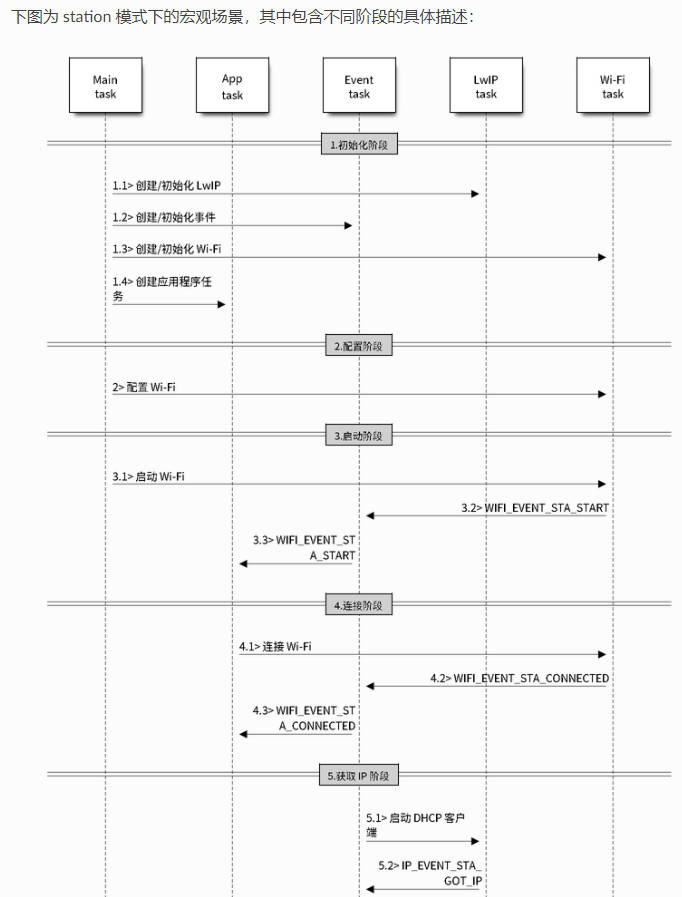 下图为 station 模式下的宏观场景，其中包含不同阶段的具体描述：
Main
task
App
task
Event
task
LwIP
task
Wi-Fi
task
1.初始化阶段
1.1> 创建/初始化 LwIP
1.2> 创建/初始化事件
1.3> 创建/初始化 Wi-Fi
1.4> 创建应用程序任
务
2.配置阶段
2> 配置 Wi-Fi
3.启动阶段
3.1> 启动 Wi-Fi
3.2> WIFI_EVENT_STA_START
3.3> WIFI_EVENT_ST
A_START
4.连接阶段
4.1> 连接 Wi-Fi
4.2> WIFI_EVENT_STA_CONNECTED
4.3> WIFI_EVENT_ST
A_CONNECTED
5.获取 IP 阶段
5.1> 启动 DHCP 客户
端
5.2> IP_EVENT_STA_
GOT_IP